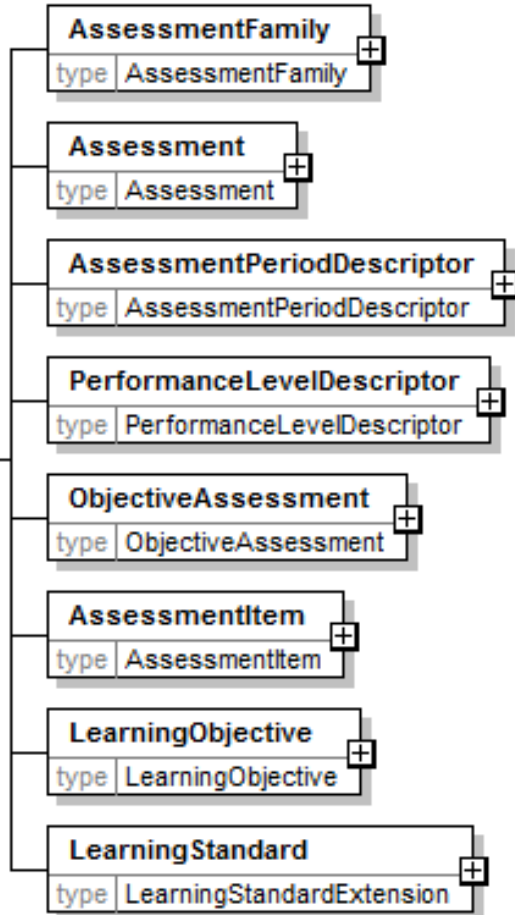 AssessmentFamily
type AssessmentFamily
Assessment
type Assessment
AssessmentPeriodDescriptor
type AssessmentPeriodDescriptor
PerformanceLevelDescriptor
type PerformanceLevelDescriptor
ObjectiveAssessment
type ObjectiveAssessment
AssessmentItem
type AssessmentItem
LearningObjective
type LearningObjective
LearningStandard
type LearningStandardExtension